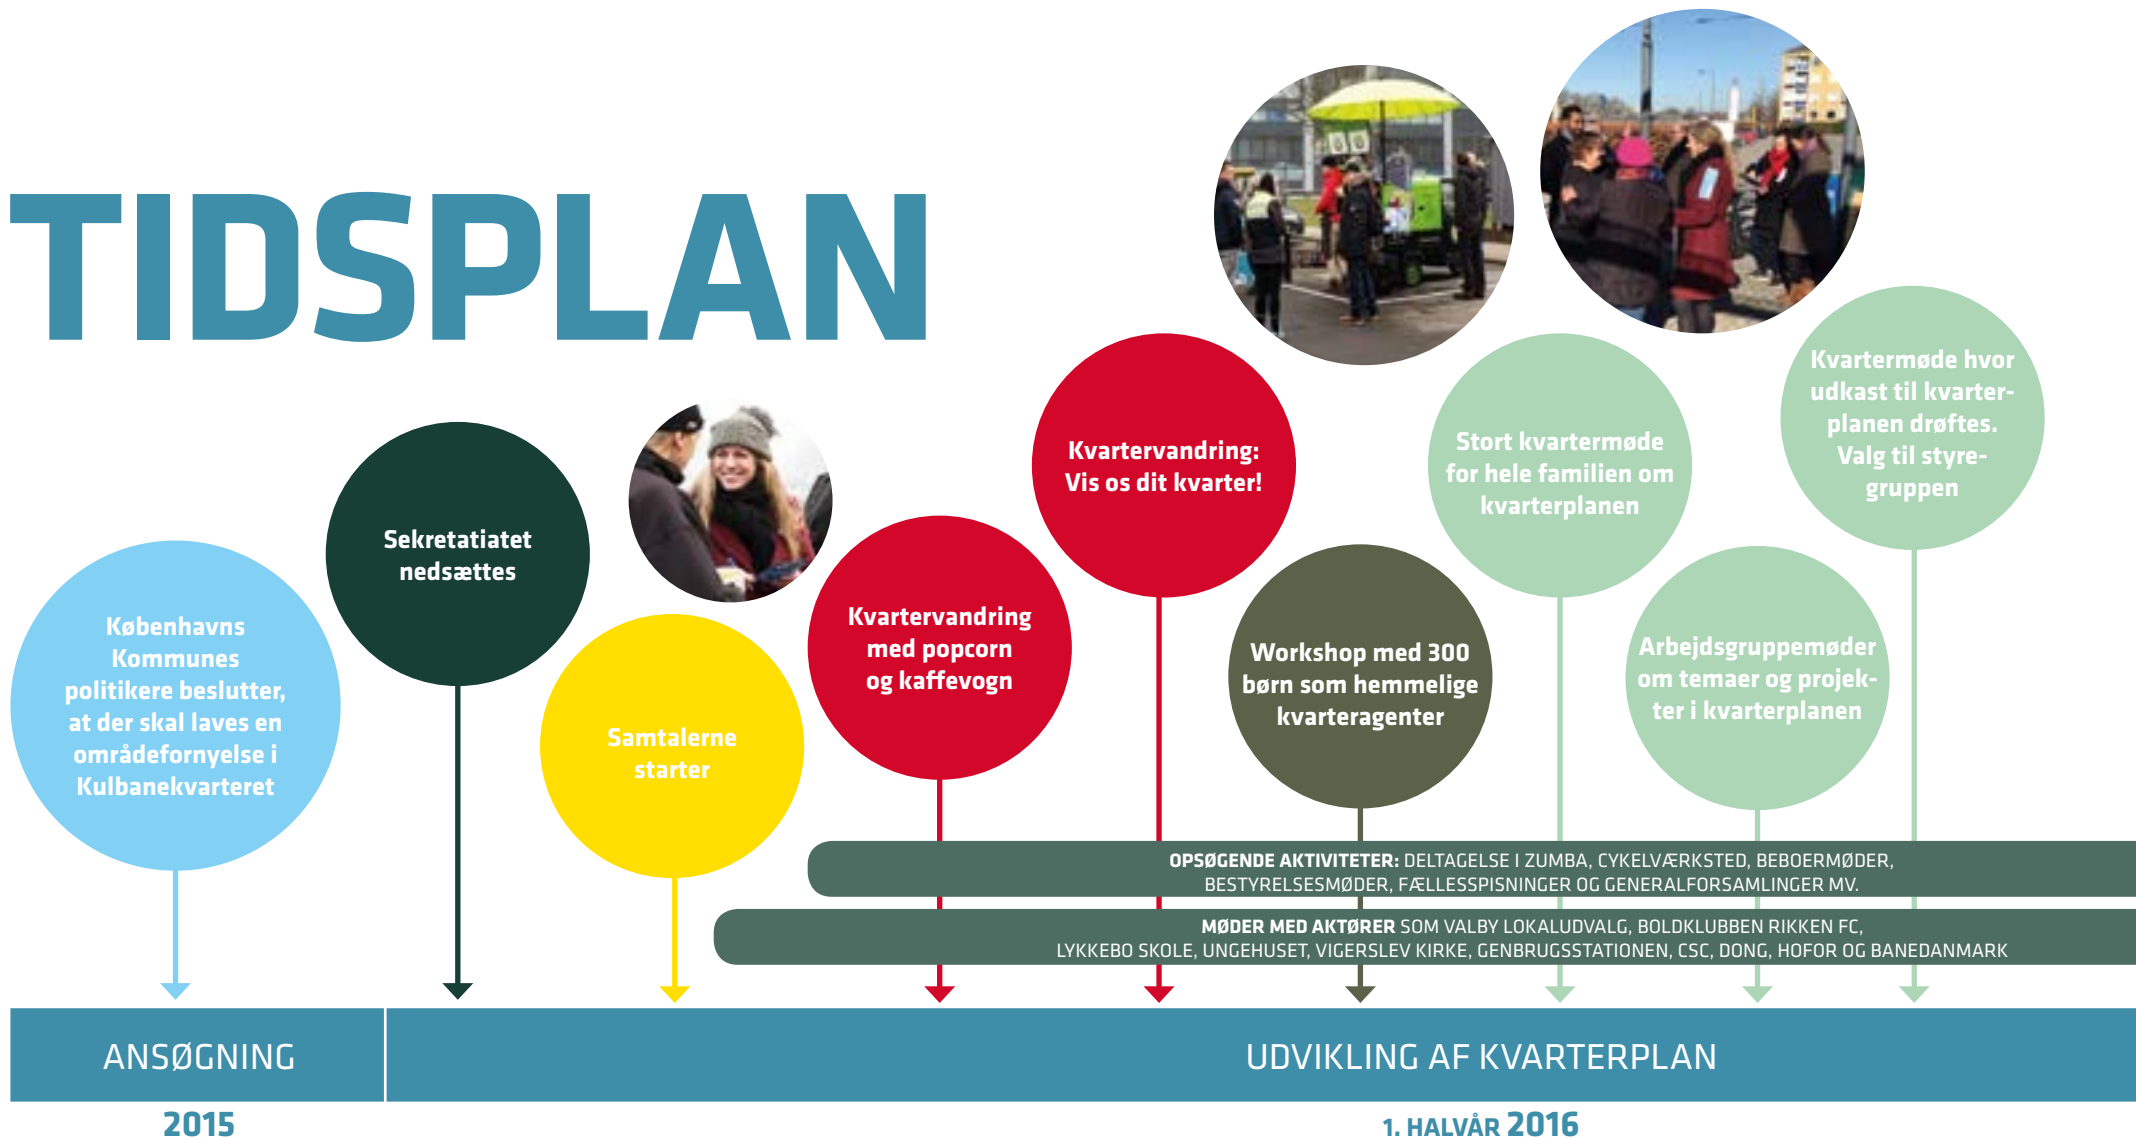 TIDSPLAN
Københavns
Kommunes
politikere beslutter,
at der skal laves en
områdefornyelse i
Kulbanekvarteret
Sekretatiatet
nedsættes
Samtalerne
starter
Kvartervandring
med popcorn
og kaffevogn
Kvartervandring:
Vis os dit kvarter!
Workshop med 300
børn som hemmelige
kvarteragenter
Stort kvartermøde
for hele familien om
kvarterplanen
Arbejdsgruppemøder
om temaer og projek-
ter i kvarterplanen
Kvartermøde hvor
udkast til kvarter-
planen drøftes.
Valg til styre-
gruppen
OPSØGENDE AKTIVITETER: DELTAGELSE I ZUMBA, CYKELVÆRKSTED, BEBOERMØDER,
BESTYRELSESMØDER, FÆLLESSPISNINGER OG GENERALFORSAMLINGER MV.
MØDER MED AKTØRER SOM VALBY LOKALUDVALG, BOLDKLUBBEN RIKKEN FC,
LYKKEBO SKOLE, UNGEHUSET, VIGERSLEV KIRKE, GENBRUGSSTATIONEN, CSC, DONG, HOFOR OG BANEDANMARK
ANSØGNING
UDVIKLING AF KVARTERPLAN
2015
1. HALVÅR 2016